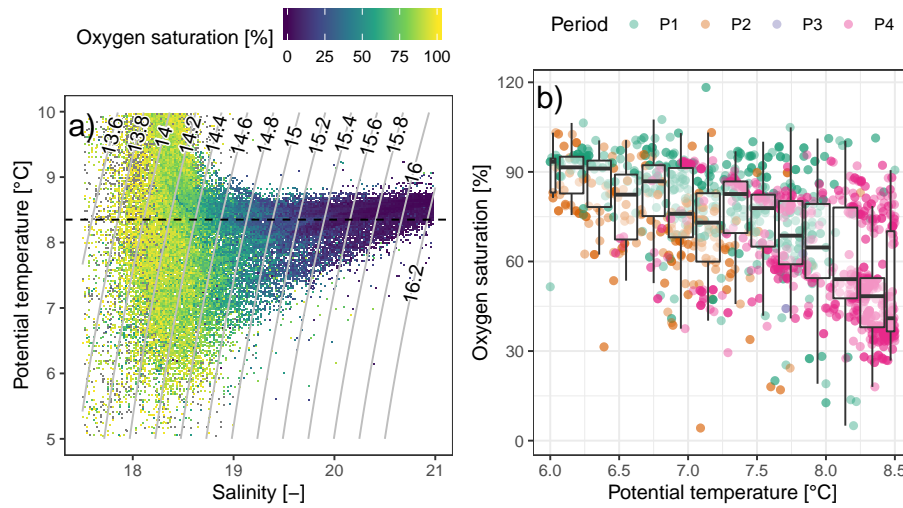 Oxygen saturation [%]
0 25 50 75 100
Period P1 P2 P3 P4
a)
13.6 13.8 14 14.2 14.4 14.6 14.8 15 15.2 15.4 15.6 15.8 16 16.2
10
9
8
7
6
5
Potential temperature [°C]
18 19 20 21
Salinity [–]
b)
120
90
60
30
0
Oxygen saturation [%]
6.0 6.5 7.0 7.5 8.0 8.5
Potential temperature [°C]